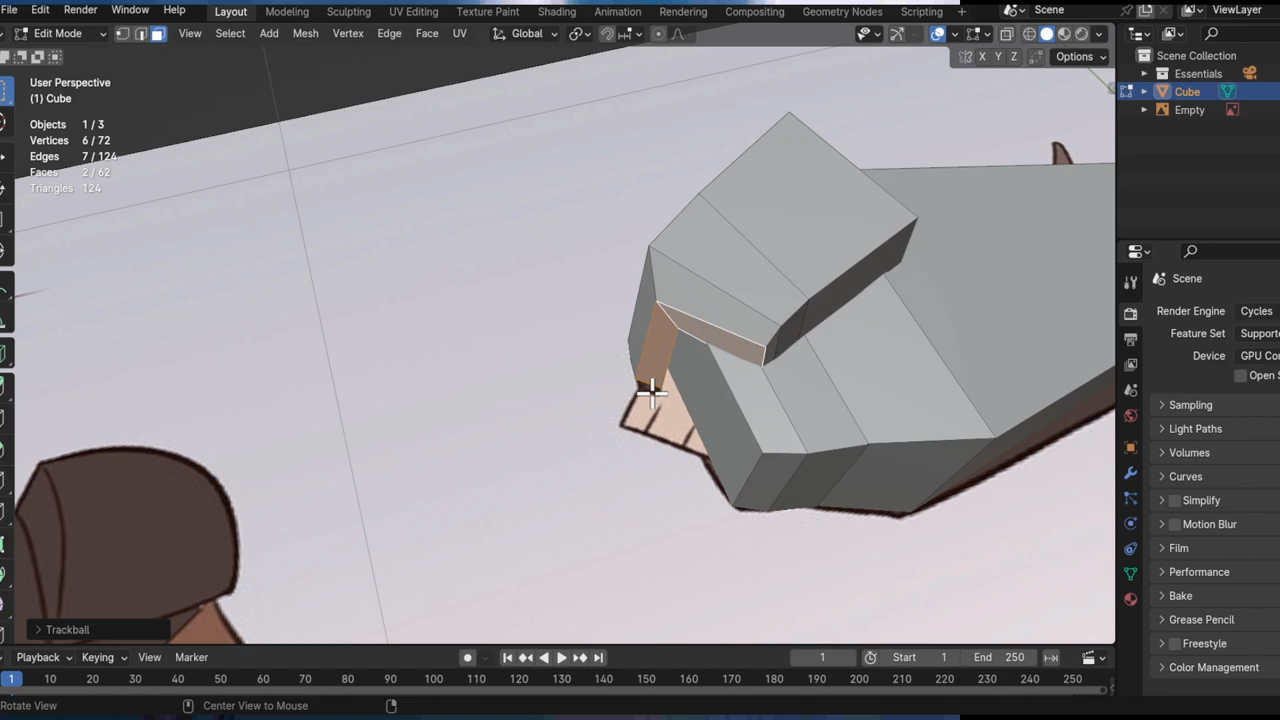 File Edit Render Window Help Layout Modeling Sculpting UV Editing Texture Paint Shading Animation Rendering Compositing Geometry Nodes Scripting + Scene ViewLayer
Edit Mode View Select Add Mesh Vertex Edge Face UV Global
X Y Z Options
User Perspective
(1) Cube
Objects 1 / 3
Vertices 6 / 72
Edges 7 / 124
Faces 2 / 62
Triangles 124
Trackball
Scene Collection
Essentials
Cube
Empty
Scene
Render Engine Cycles
Feature Set Supporte
Device GPU Co
Open S
Sampling
Light Paths
Volumes
Curves
Simplify
Motion Blur
Film
Performance
Bake
Grease Pencil
Freestyle
Color Management
Playback Keying View Marker 1 Start 1 End 250
1 10 20 30 40 50 60 70 80 90 100 110 120 130 140 150 160 170 180 190 200 210 220 230 240 250
Rotate View Center View to Mouse